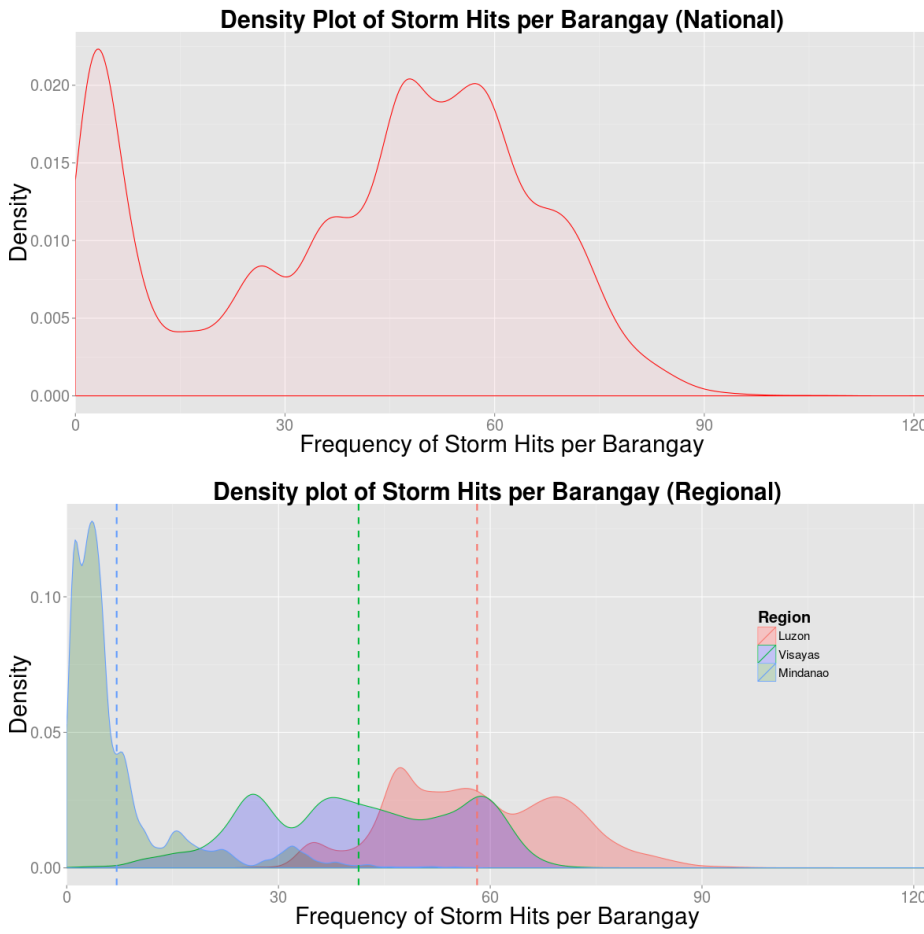 Density Plot of Storm Hits per Barangay (National)
0.020
0.015
0.010
0.005
0.000
Density
0 30 60 90 120
Frequency of Storm Hits per Barangay
Density plot of Storm Hits per Barangay (Regional)
0.10
0.05
0.00
Density
Region
Luzon
Visayas
Mindanao
0 30 60 90 120
Frequency of Storm Hits per Barangay